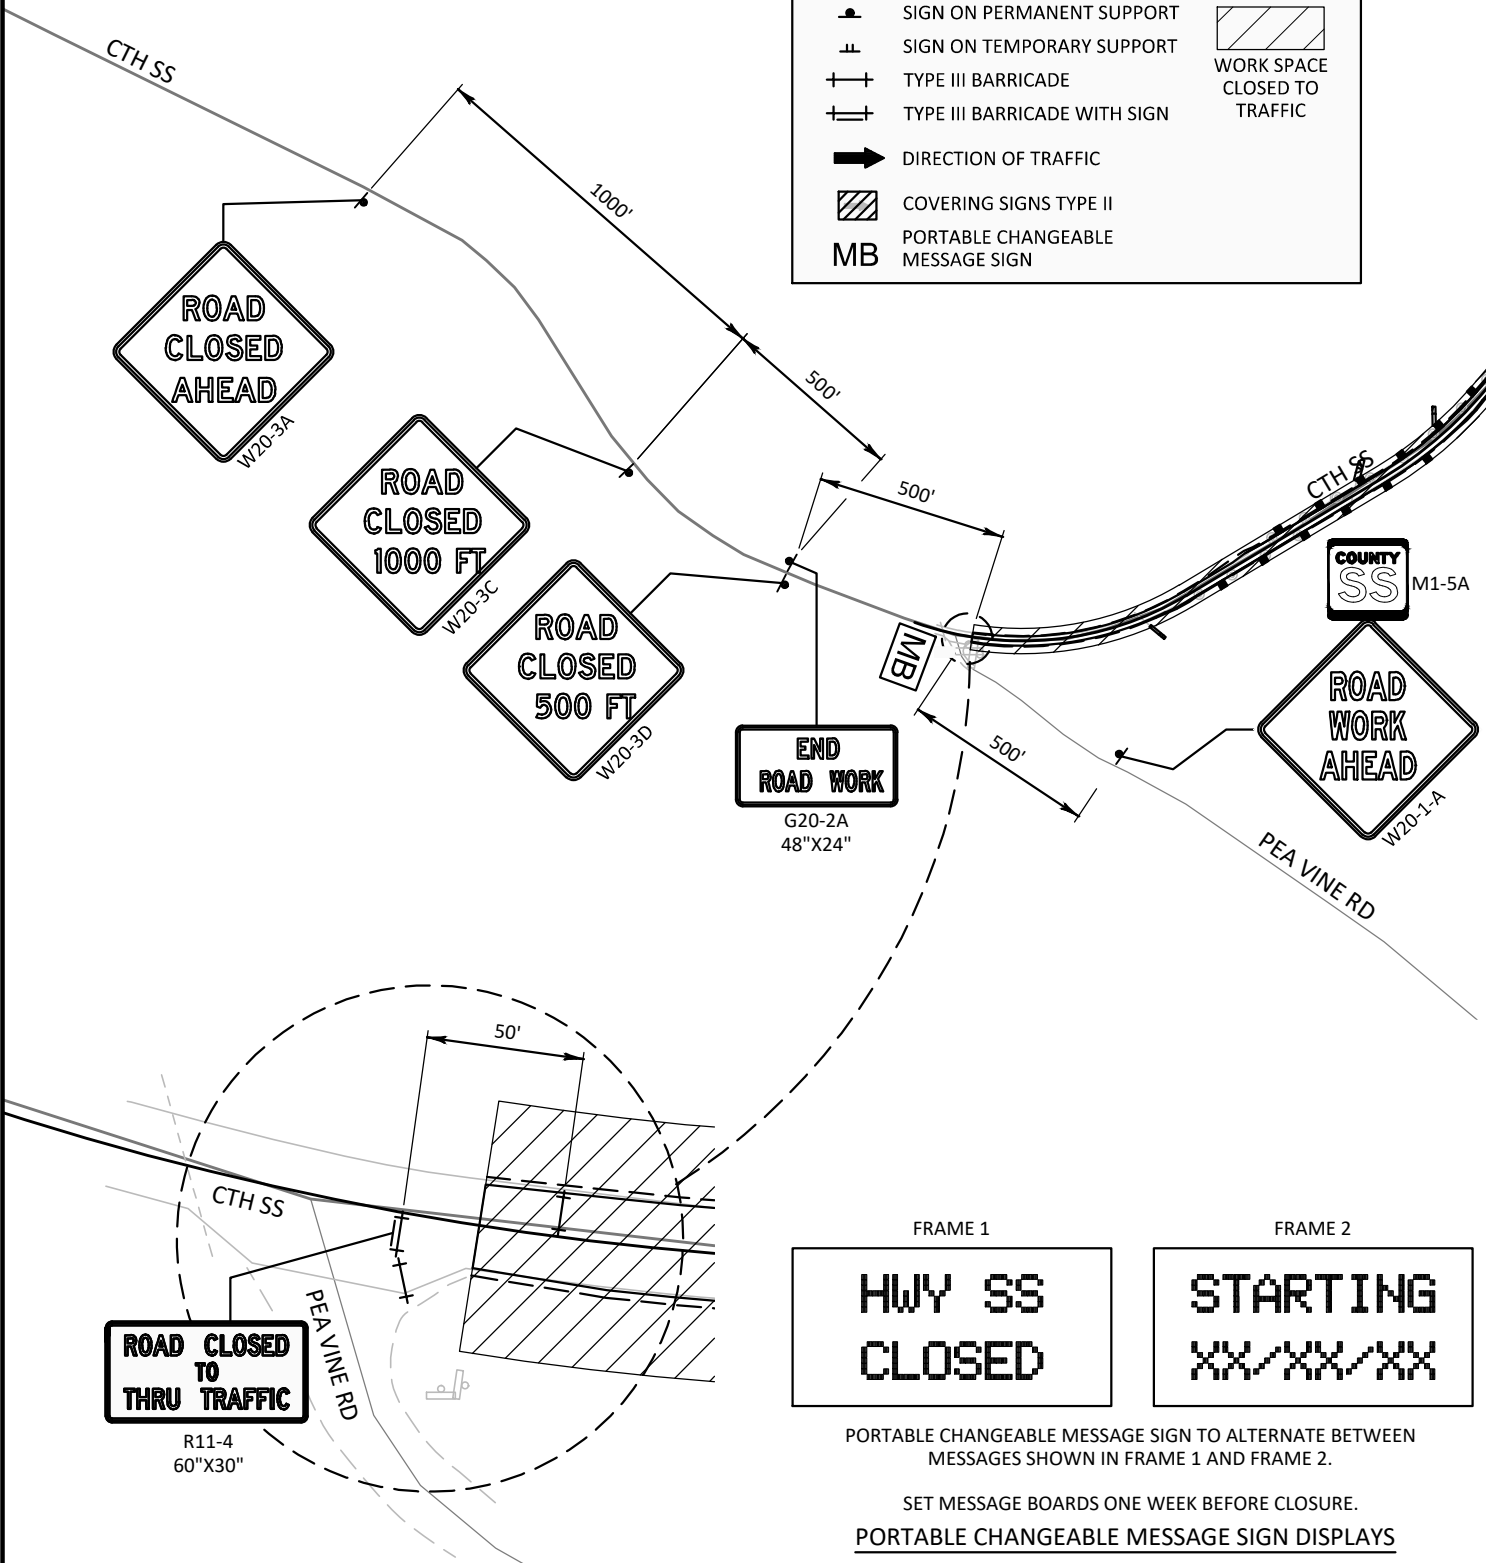 SIGN ON PERMANENT SUPPORT
SIGN ON TEMPORARY SUPPORT
TYPE III BARRICADE
TYPE III BARRICADE WITH SIGN
DIRECTION OF TRAFFIC
COVERING SIGNS TYPE II
MB
PORTABLE CHANGEABLE
MESSAGE SIGN
WORK SPACE
CLOSED TO
TRAFFIC
CTH SS
1000'
500'
500'
ROAD
CLOSED
AHEAD
W20-3A
ROAD
CLOSED
1000 FT
W20-3C
ROAD
CLOSED
500 FT
W20-3D
CTH SS
COUNTY
SS
M1-5A
MB
ROAD
WORK
AHEAD
W20-1-A
500'
END
ROAD WORK
G20-2A
48"X24"
PEA VINE RD
50'
CTH SS
PEA VINE RD
ROAD CLOSED
TO
THRU TRAFFIC
R11-4
60"X30"
FRAME 1
HWY SS
CLOSED
FRAME 2
STARTING
XX/XX/XX
PORTABLE CHANGEABLE MESSAGE SIGN TO ALTERNATE BETWEEN
MESSAGES SHOWN IN FRAME 1 AND FRAME 2.
SET MESSAGE BOARDS ONE WEEK BEFORE CLOSURE.
PORTABLE CHANGEABLE MESSAGE SIGN DISPLAYS